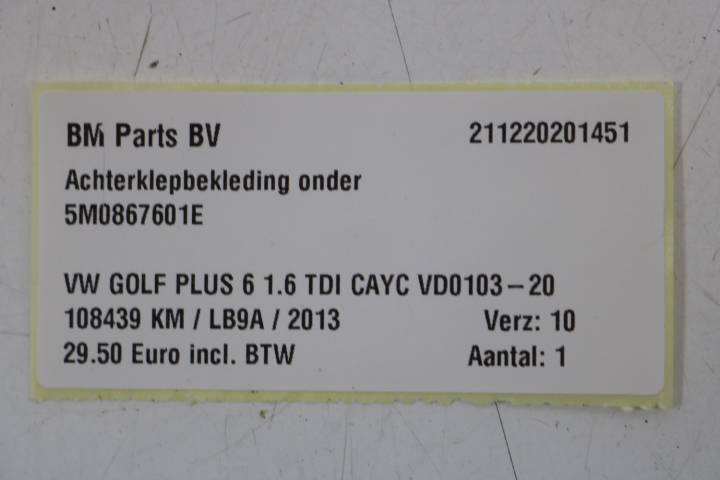 BM Parts BV 211220201451
Achterklepbekleding onder
5M0867601E
VW GOLF PLUS 6 1.6 TDI CAYC VD0103-20
108439 KM / LB9A / 2013 Verz: 10
29.50 Euro incl. BTW Aantal: 1